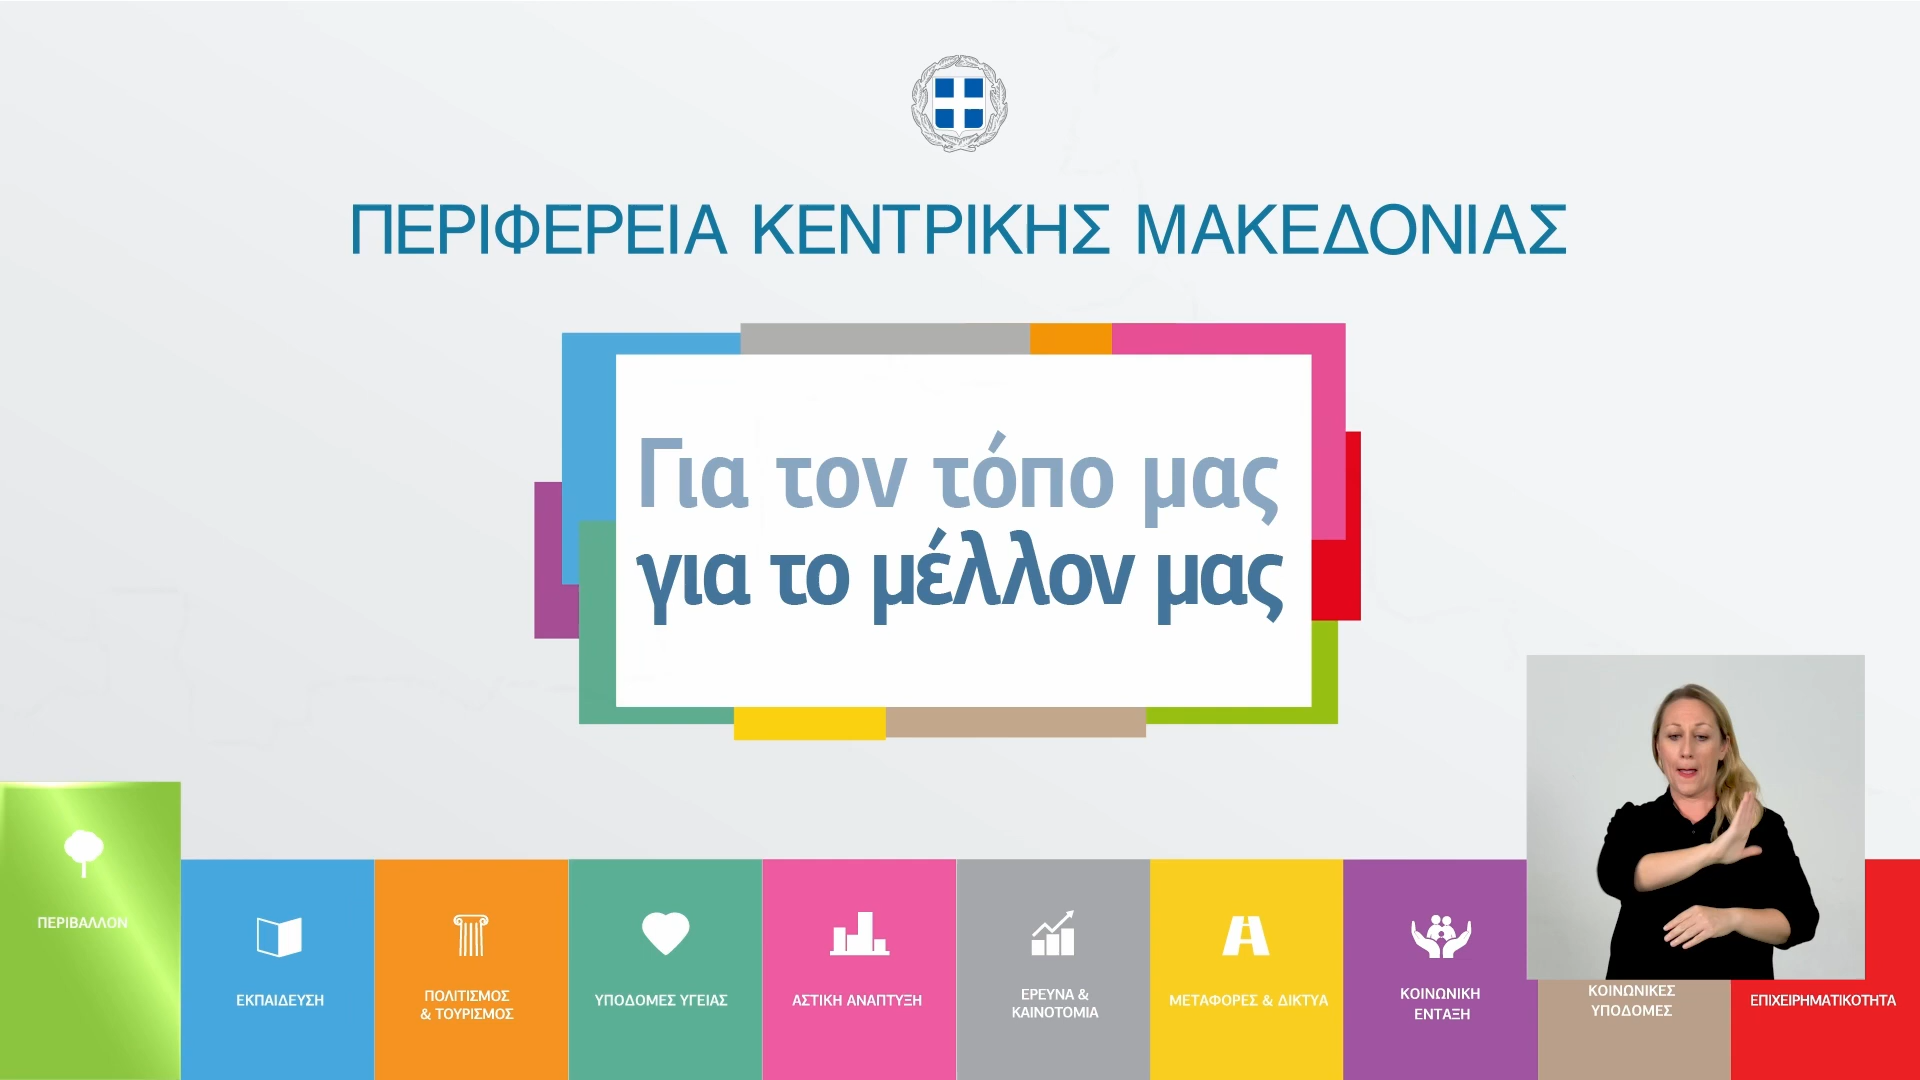 ΠΕΡΙΦΕΡΕΙΑ ΚΕΝΤΡΙΚΗΣ ΜΑΚΕΔΟΝΙΑΣ
Για τον τόπο μας
για το μέλλον μας
ΠΕΡΙΒΑΛΛΟΝ
ΕΚΠΑΙΔΕΥΣΗ
ΠΟΛΙΤΙΣΜΟΣ
& ΤΟΥΡΙΣΜΟΣ
ΥΠΟΔΟΜΕΣ ΥΓΕΙΑΣ
ΑΣΤΙΚΗ ΑΝΑΠΤΥΞΗ
ΕΡΕΥΝΑ &
ΚΑΙΝΟΤΟΜΙΑ
ΜΕΤΑΦΟΡΕΣ & ΔΙΚΤΥΑ
ΚΟΙΝΩΝΙΚΗ
ΕΝΤΑΞΗ
ΚΟΙΝΩΝΙΚΕΣ
ΥΠΟΔΟΜΕΣ
ΕΠΙΧΕΙΡΗΜΑΤΙΚΟΤΗΤΑ